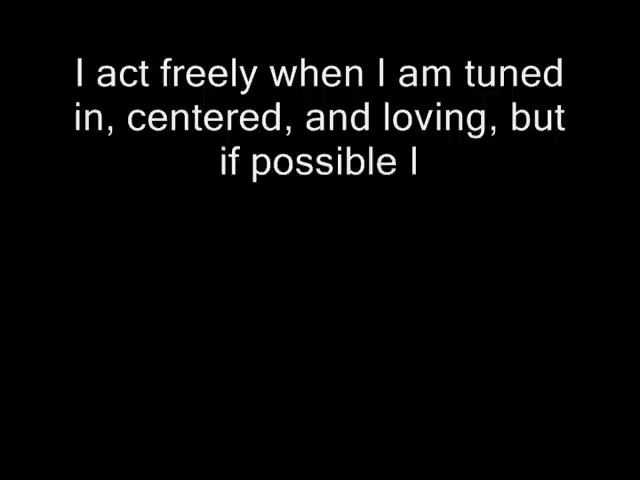 I act freely when I am tuned
in, centered, and loving, but
if possible I